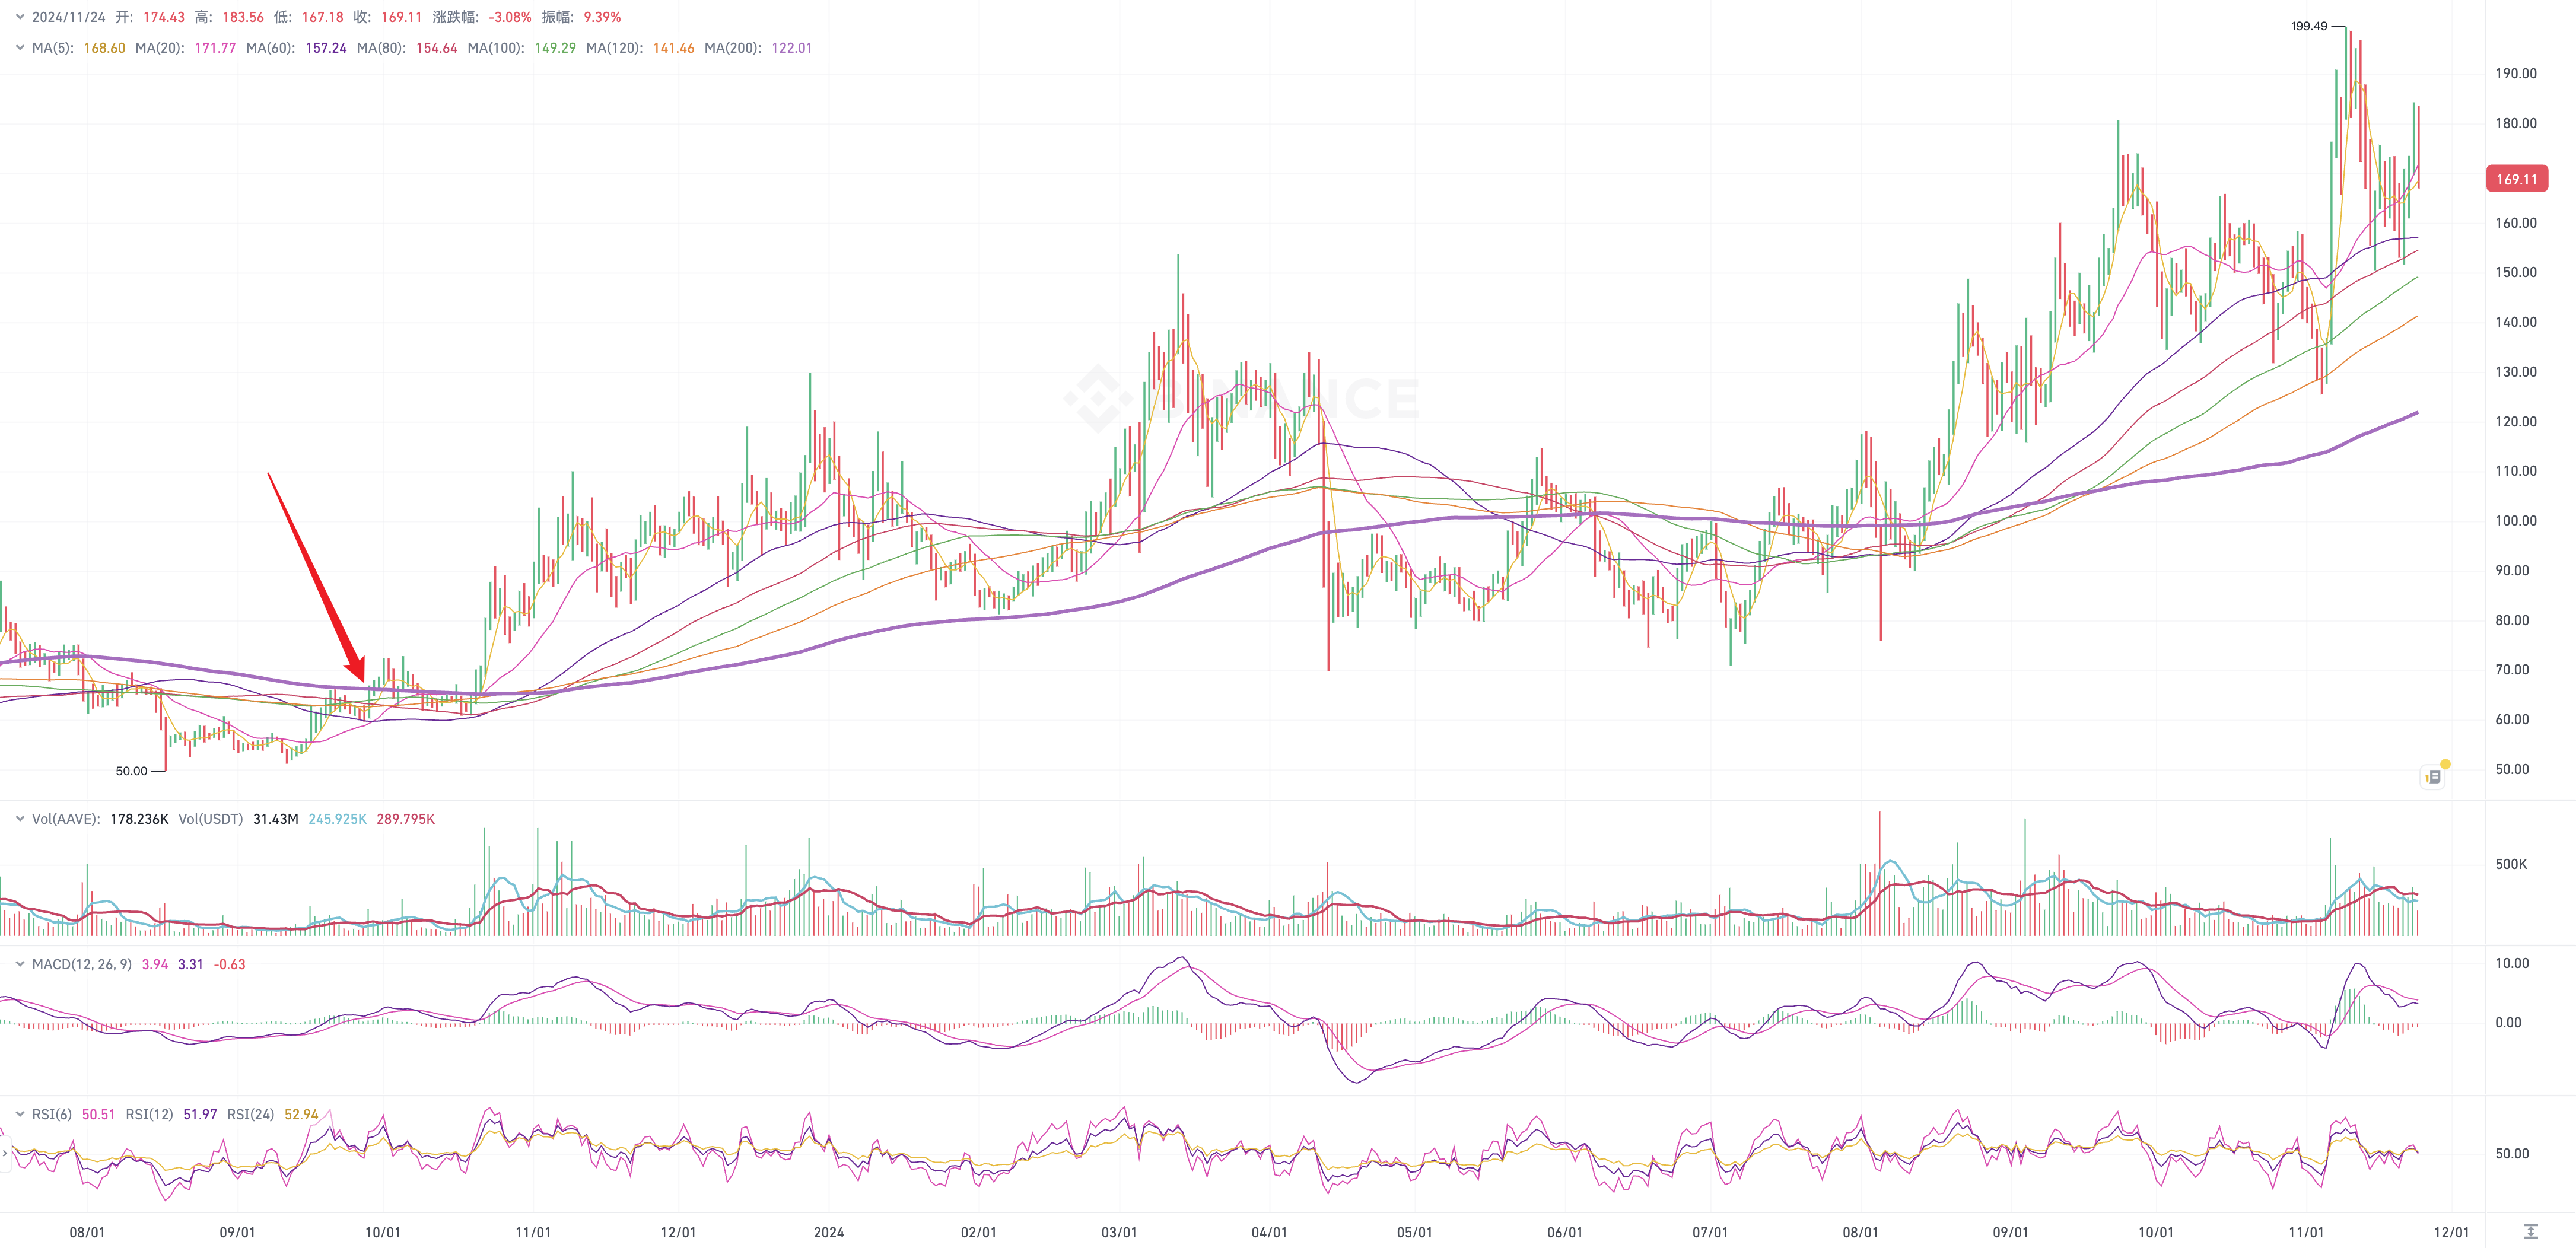 2024/11/24 开: 174.43 高: 183.56 低: 167.18 收: 169.11 涨跌幅: -3.08% 振幅: 9.39%
MA(5): 168.60 MA(20): 171.77 MA(60): 157.24 MA(80): 154.64 MA(100): 149.29 MA(120): 141.46 MA(200): 122.01
199.49
190.00
180.00
169.11
160.00
150.00
140.00
130.00
BINANCE
120.00
110.00
100.00
90.00
80.00
70.00
60.00
50.00
50.00
Vol(AAVE): 178.236K Vol(USDT) 31.43M 245.925K 289.795K
500K
MACD(12, 26, 9) 3.94 3.31 -0.63
10.00
0.00
RSI(6) 50.51 RSI(12) 51.97 RSI(24) 52.94
50.00
08/01 09/01 10/01 11/01 12/01 2024 02/01 03/01 04/01 05/01 06/01 07/01 08/01 09/01 10/01 11/01 12/01